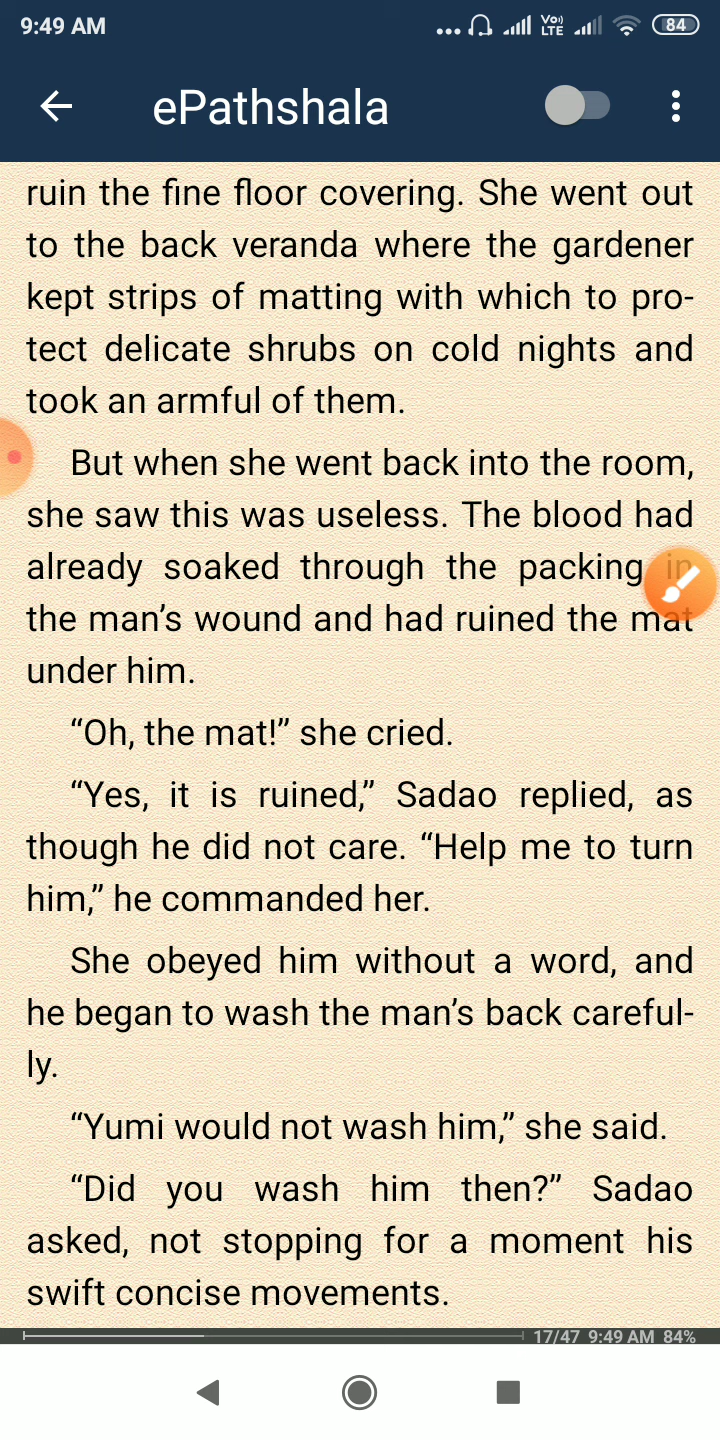 9:49 AM
Vo)) LTE
84
ePathshala
ruin the fine floor covering. She went out
to the back veranda where the gardener
kept strips of matting with which to pro-
tect delicate shrubs on cold nights and
took an armful of them.
But when she went back into the room,
she saw this was useless. The blood had
already soaked through the packing in
the man’s wound and had ruined the mat
under him.
“Oh, the mat!” she cried.
“Yes, it is ruined,” Sadao replied, as
though he did not care. “Help me to turn
him,” he commanded her.
She obeyed him without a word, and
he began to wash the man’s back careful-
ly.
“Yumi would not wash him,” she said.
“Did you wash him then?” Sadao
asked, not stopping for a moment his
swift concise movements.
17/47 9:49 AM 84%